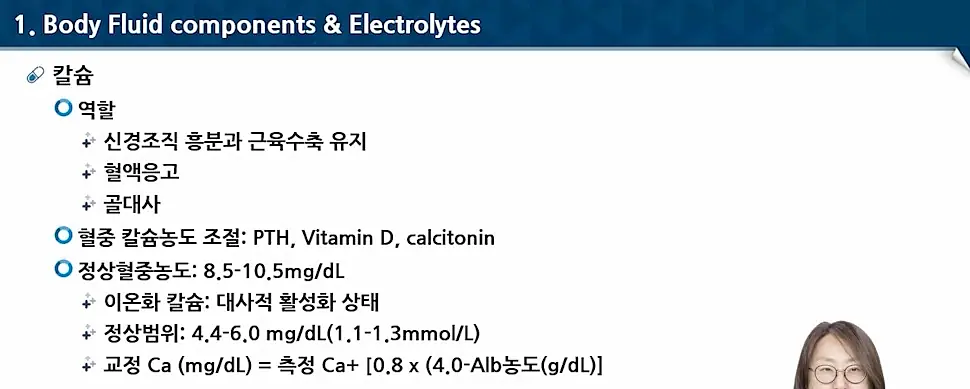 1. Body Fluid components & Electrolytes
칼슘
역할
신경조직 흥분과 근육수축 유지
혈액응고
골대사
혈중 칼슘농도 조절: PTH, Vitamin D, calcitonin
정상혈중농도: 8.5-10.5mg/dL
이온화 칼슘: 대사적 활성화 상태
정상범위: 4.4-6.0 mg/dL(1.1-1.3mmol/L)
교정 Ca (mg/dL) = 측정 Ca+ [0.8 x (4.0-Alb농도(g/dL)]